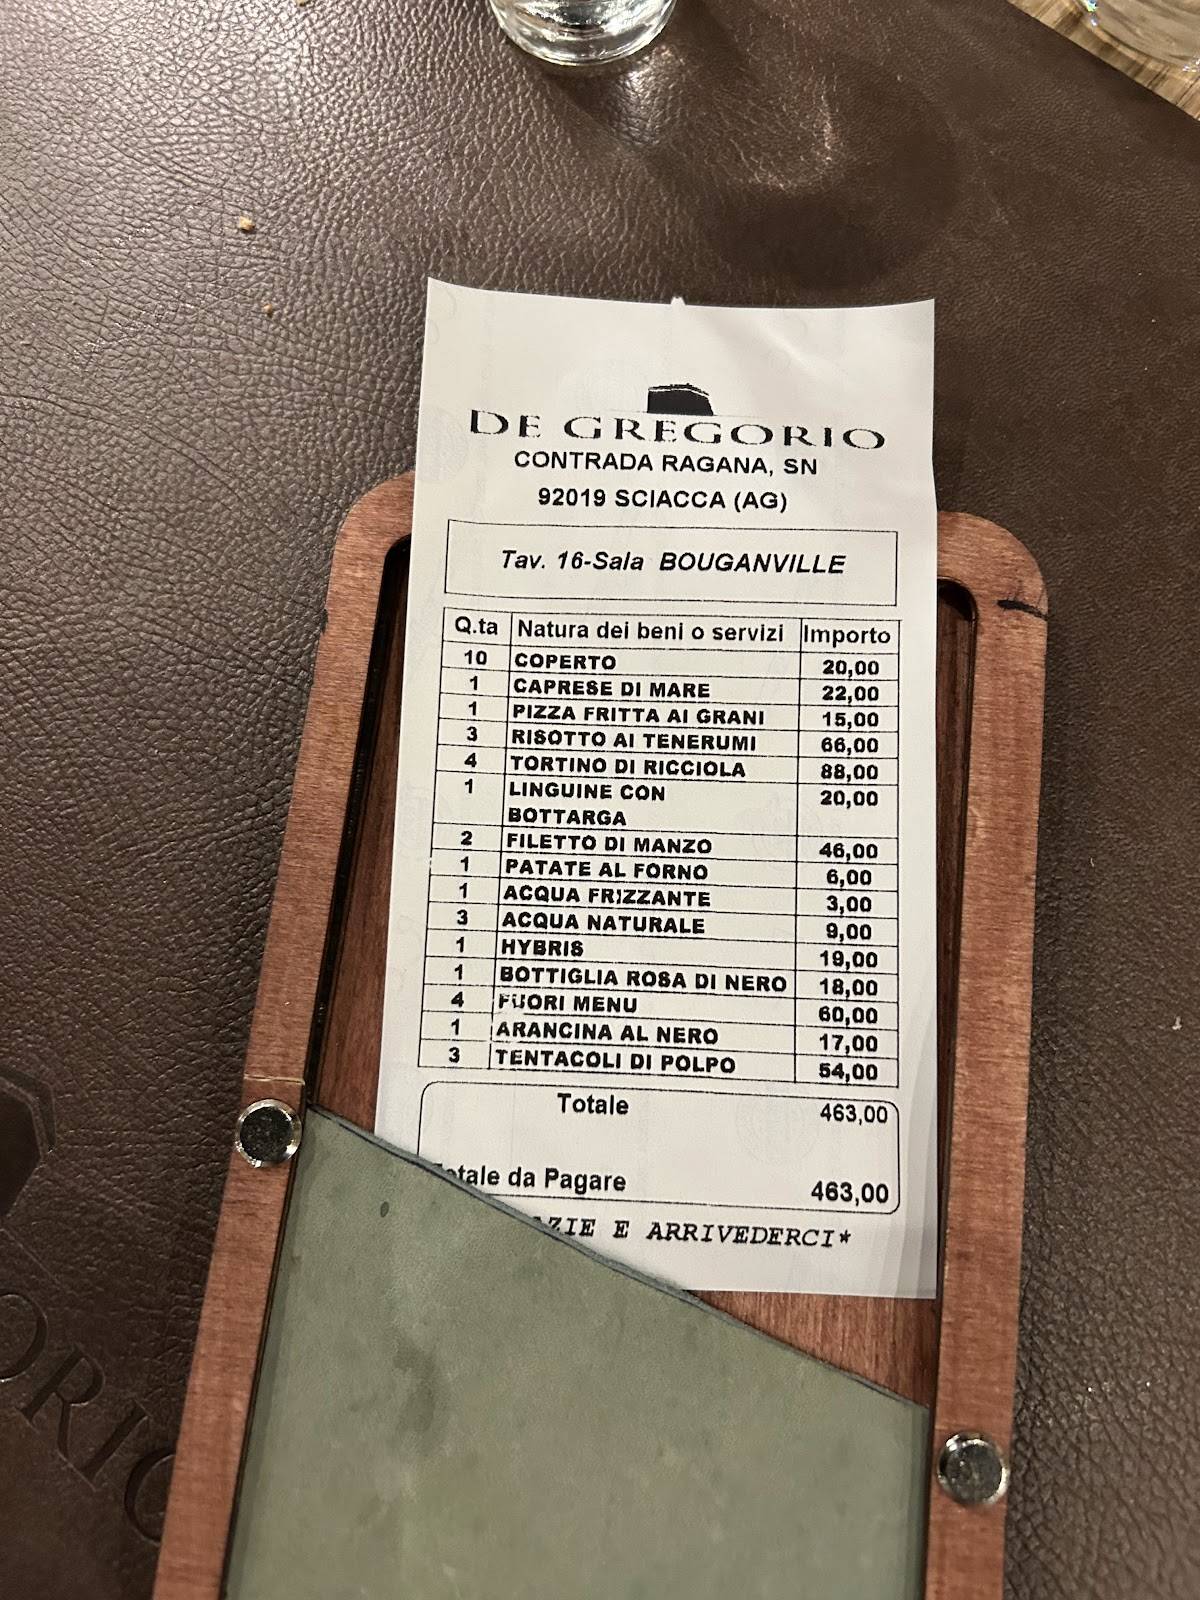 DE GREGORIO
CONTRADA RAGANA, SN
92019 SCIACCA (AG)
Tav. 16-Sala BOUGANVILLE
Q.ta Natura dei beni o servizi Importo
10 COPERTO 20,00
1 CAPRESE DI MARE 22,00
1 PIZZA FRITTA AI GRANI 15,00
3 RISOTTO AI TENERUMI 66,00
4 TORTINO DI RICCIOLA 88,00
1 LINGUINE CON 20,00
BOTTARGA
2 FILETTO DI MANZO 46,00
1 PATATE AL FORNO 6,00
1 ACQUA FRIZZANTE 3,00
3 ACQUA NATURALE 9,00
1 HYBRIS 19,00
1 BOTTIGLIA ROSA DI NERO 18,00
4 FUORI MENU 60,00
1 ARANCINA AL NERO 17,00
3 TENTACOLI DI POLPO 54,00
Totale 463,00
otale da Pagare 463,00
AZIE E ARRIVEDERCI*
ORIO